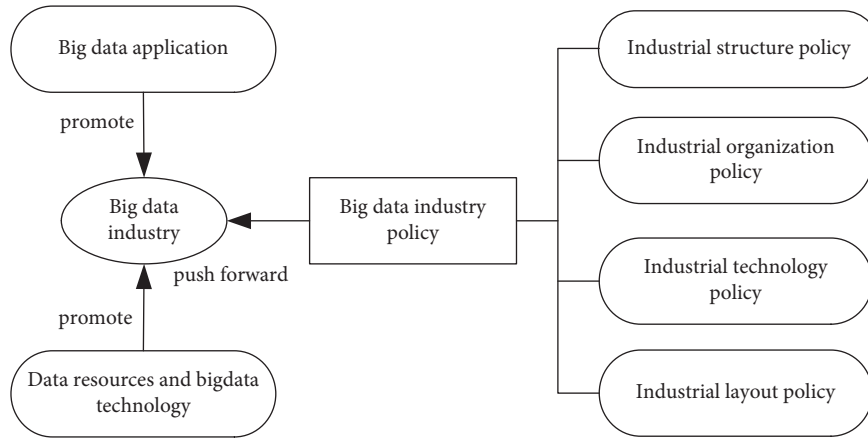 Big data application
promote
Big data
industry
push forward
promote
Data resources and bigdata
technology
Big data industry
policy
Industrial structure policy
Industrial organization
policy
Industrial technology
policy
Industrial layout policy